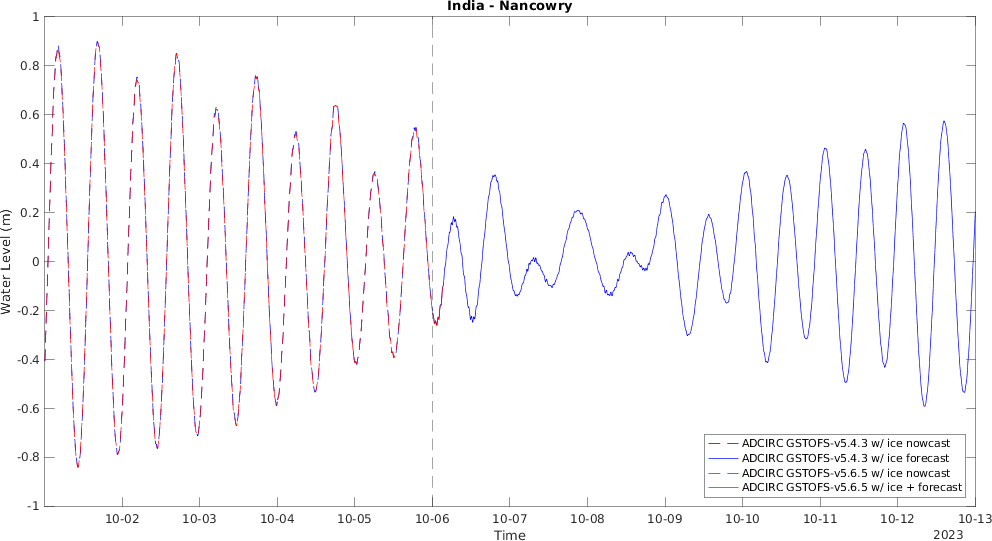 India - Nancowry
1
0.8
0.6
0.4
0.2
0
-0.2
-0.4
-0.6
-0.8
-1
Water Level (m)
ADCIRC GSTOFS-v5.4.3 w/ ice nowcast
ADCIRC GSTOFS-v5.4.3 w/ ice forecast
ADCIRC GSTOFS-v5.6.5 w/ ice nowcast
ADCIRC GSTOFS-v5.6.5 w/ ice + forecast
10-02 10-03 10-04 10-05 10-06 10-07 10-08 10-09 10-10 10-11 10-12 10-13
Time
2023